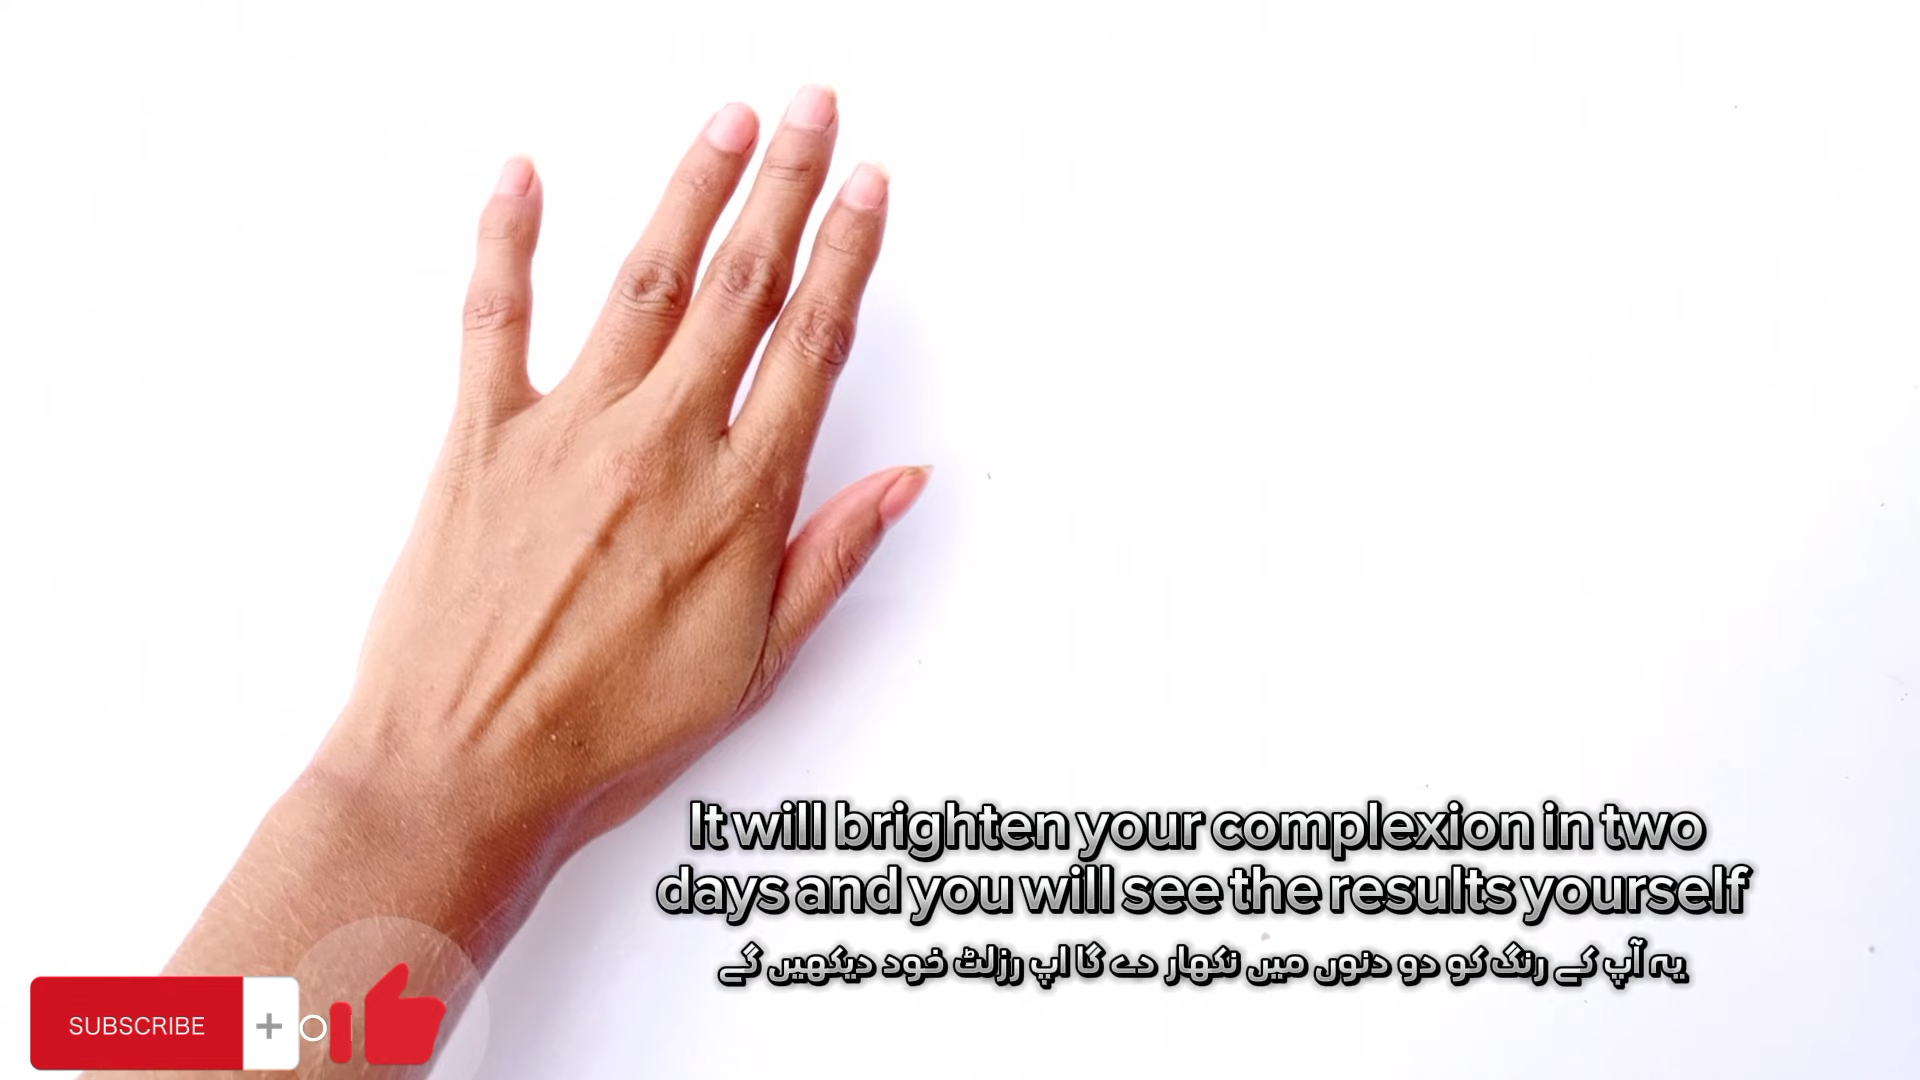 It will brighten your complexion in two
days and you will see the results yourself
یہ آپ کے رنگ کو دو دنوں میں نکھار دے گا اپ رزلٹ خود دیکھیں گے
SUBSCRIBE